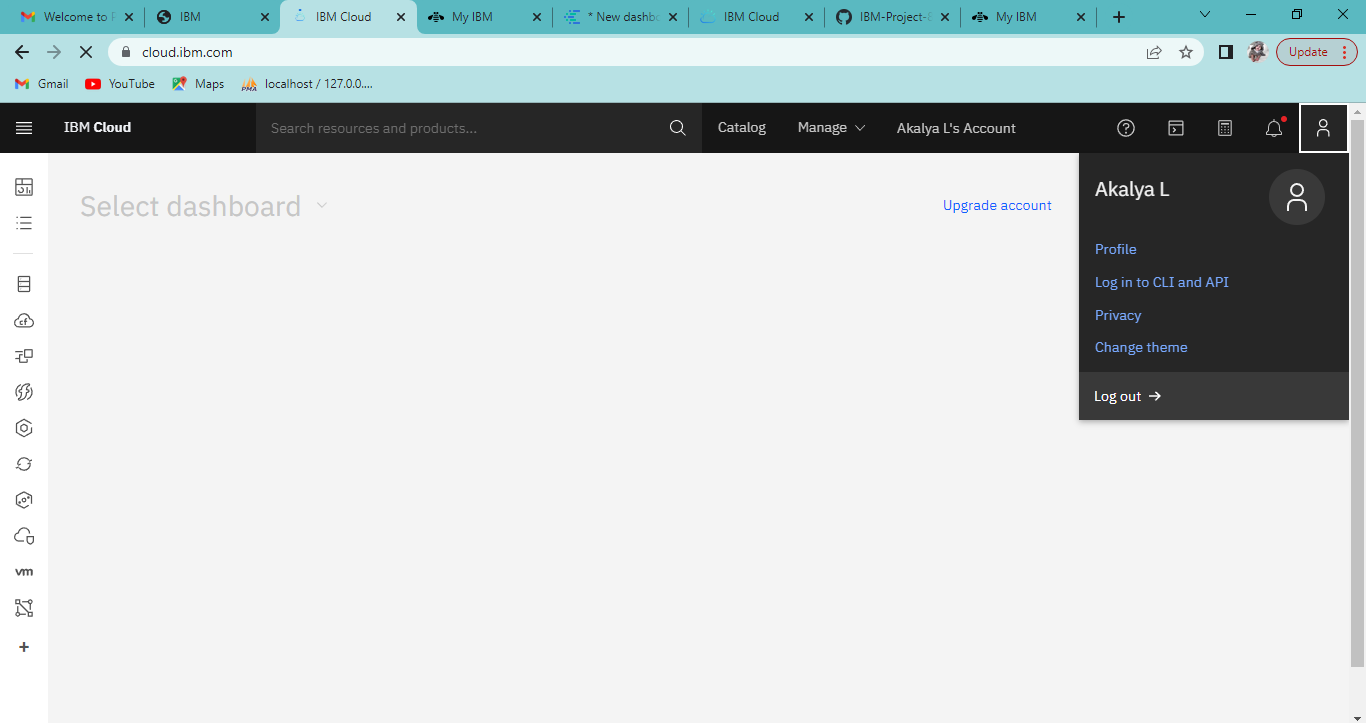 Welcome to P
IBM
IBM Cloud
My IBM
* New dashbo
IBM Cloud
IBM-Project-8
My IBM
cloud.ibm.com
Update
Gmail
YouTube
Maps
localhost / 127.0.0....
IBM Cloud
Search resources and products...
Catalog
Manage
Akalya L's Account
Select dashboard
Upgrade account
Akalya L
Profile
Log in to CLI and API
Privacy
Change theme
Log out
cf
vm